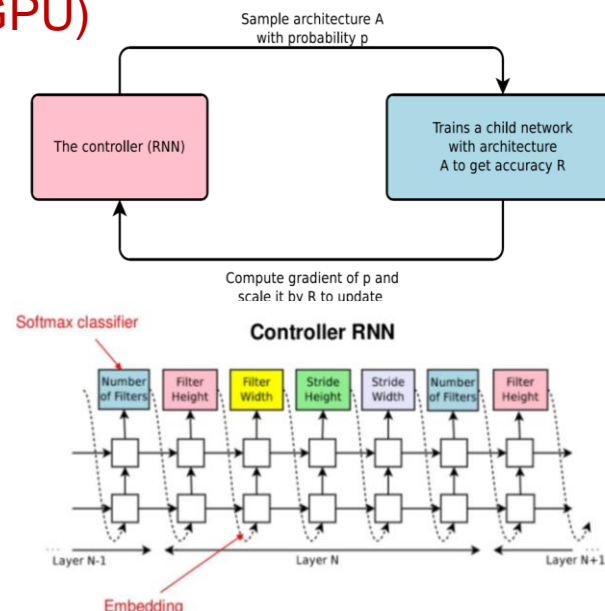 GPU)
Sample architecture A
with probability p
The controller (RNN)
Trains a child network
with architecture
A to get accuracy R
Compute gradient of p and
scale it by R to update
Softmax classifier
Controller RNN
Number
of Filters
Filter
Height
Filter
Width
Stride
Height
Stride
Width
Number
of Filters
Filter
Height
...
Layer N-1
Layer N
...
Layer N+1
Embedding